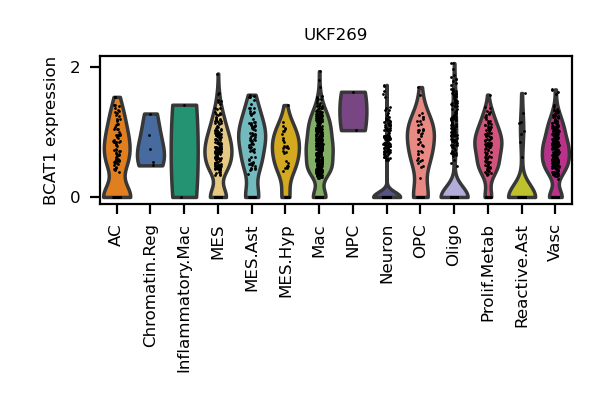 UKF269
BCAT1 expression
2
0
AC
Chromatin.Reg
Inflammatory.Mac
MES
MES.Ast
MES.Hyp
Mac
NPC
Neuron
OPC
Oligo
Prolif.Metab
Reactive.Ast
Vasc